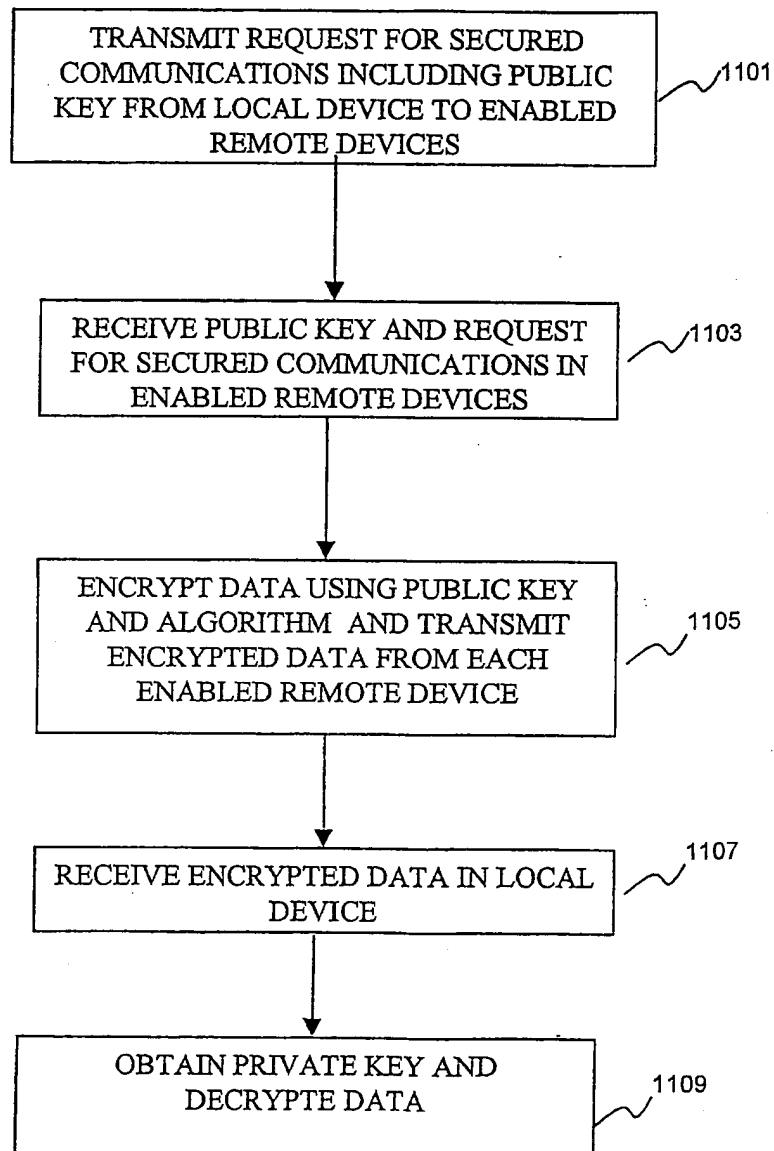 TRANSMIT REQUEST FOR SECURED
COMMUNICATIONS INCLUDING PUBLIC
KEY FROM LOCAL DEVICE TO ENABLED
REMOTE DEVICES
1101
RECEIVE PUBLIC KEY AND REQUEST
FOR SECURED COMMUNICATIONS IN
ENABLED REMOTE DEVICES
1103
ENCRYPT DATA USING PUBLIC KEY
AND ALGORITHM AND TRANSMIT
ENCRYPTED DATA FROM EACH
ENABLED REMOTE DEVICE
1105
RECEIVE ENCRYPTED DATA IN LOCAL
DEVICE
1107
OBTAIN PRIVATE KEY AND
DECRYPTE DATA
1109